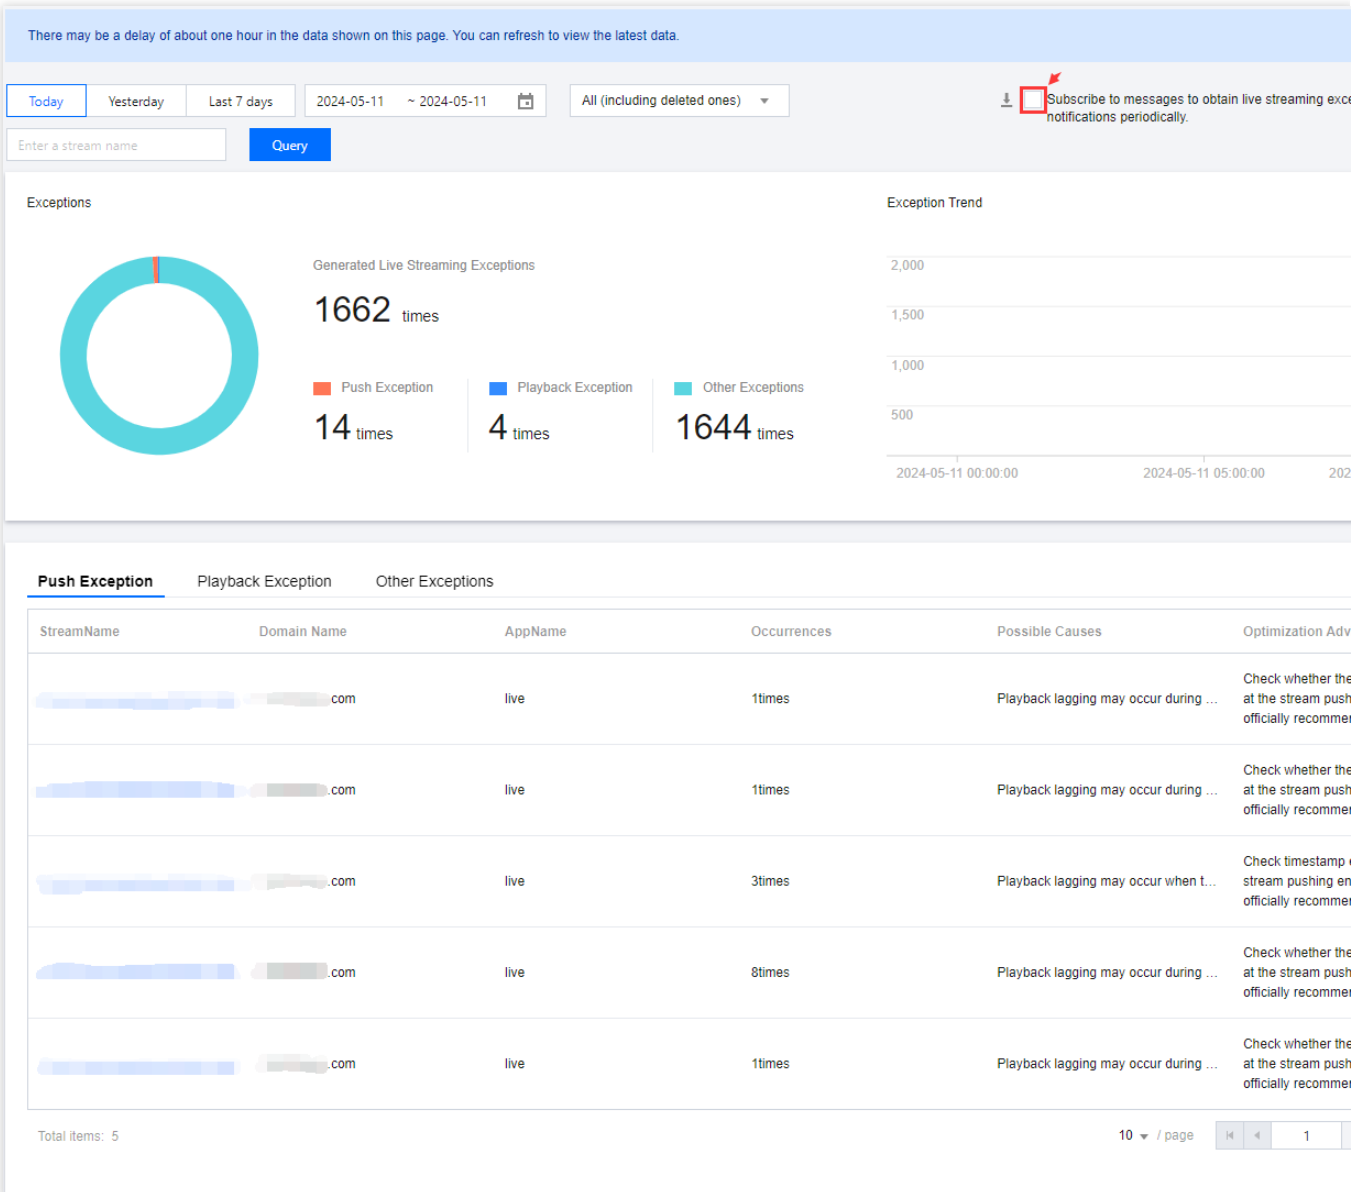 There may be a delay of about one hour in the data shown on this page. You can refresh to view the latest data.
Today Yesterday Last 7 days 2024-05-11 ~ 2024-05-11 All (including deleted ones)
Subscribe to messages to obtain live streaming exce
notifications periodically.
Enter a stream name Query
Exceptions
Generated Live Streaming Exceptions
1662 times
Push Exception Playback Exception Other Exceptions
14 times 4 times 1644 times
Exception Trend
2,000
1,500
1,000
500
2024-05-11 00:00:00 2024-05-11 05:00:00 202
Push Exception Playback Exception Other Exceptions
StreamName Domain Name AppName Occurrences Possible Causes Optimization Adv
.com live 1times Playback lagging may occur during ...
Check whether the
at the stream push
officially recommer
.com live 1times Playback lagging may occur during ...
Check whether the
at the stream push
officially recommer
.com live 3times Playback lagging may occur when t...
Check timestamp
stream pushing en
officially recommer
.com live 8times Playback lagging may occur during ...
Check whether the
at the stream push
officially recommer
.com live 1times Playback lagging may occur during ...
Check whether the
at the stream push
officially recommer
Total items: 5
10 / page 1